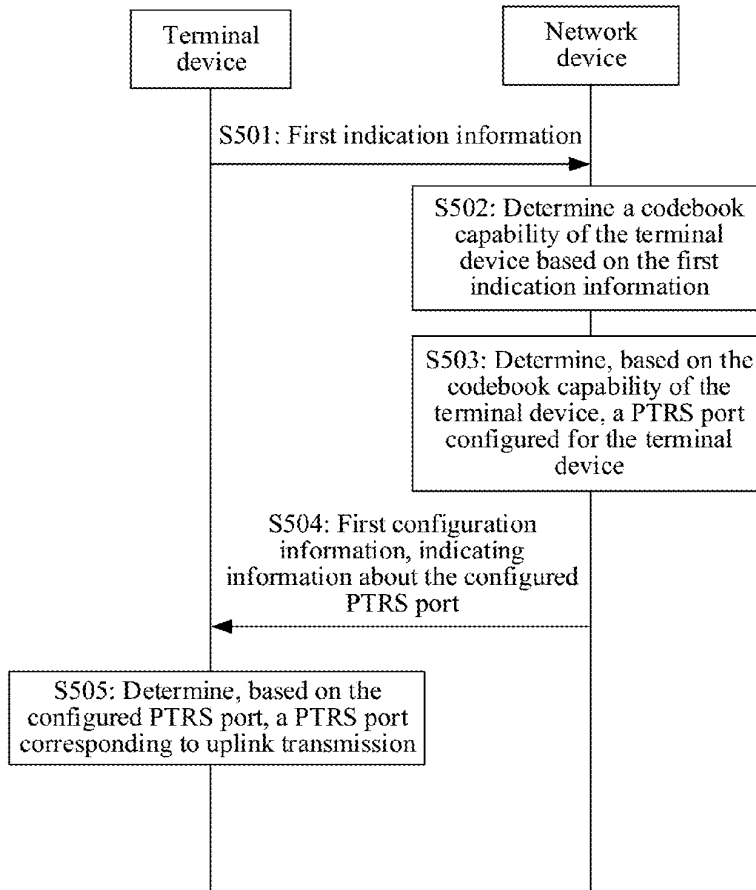 Terminal
device
Network
device
S501: First indication information
S502: Determine a codebook
capability of the terminal
device based on the first
indication information
S503: Determine, based on the
codebook capability of the
terminal device, a PTRS port
configured for the terminal
device
S504: First configuration
information, indicating
information about the configured
PTRS port
S505: Determine, based on the
configured PTRS port, a PTRS port
corresponding to uplink transmission